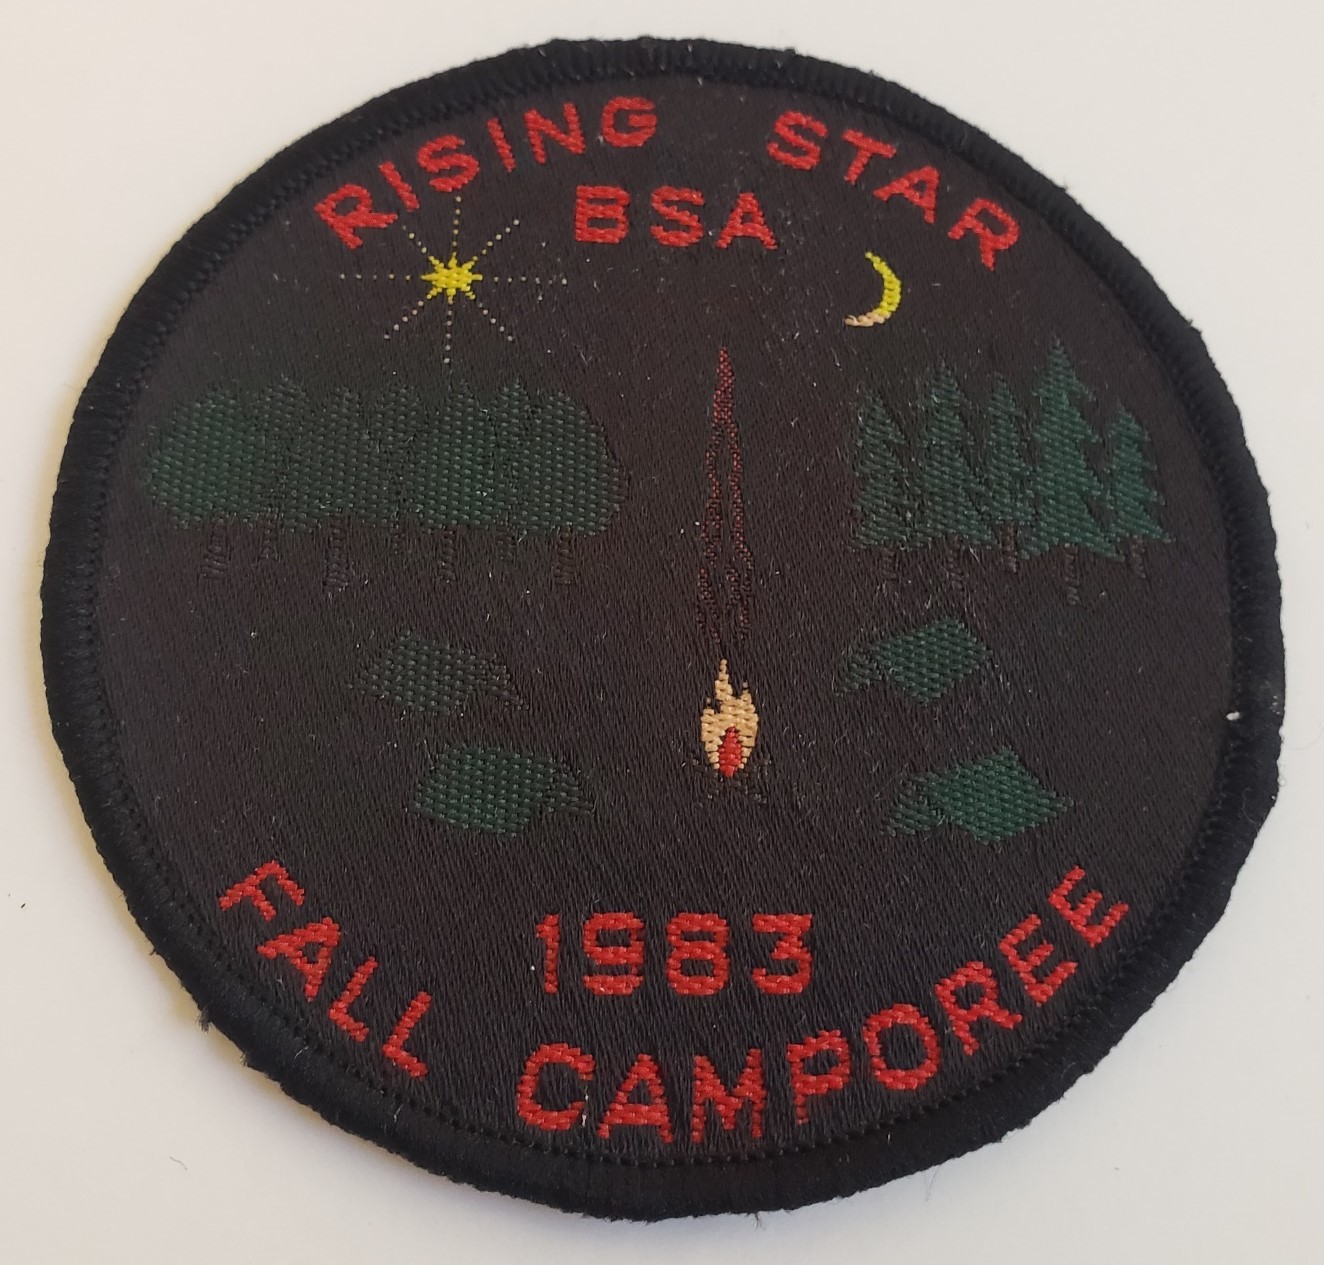 RISING STAR
BSA
1983
FALL CAMPOREE